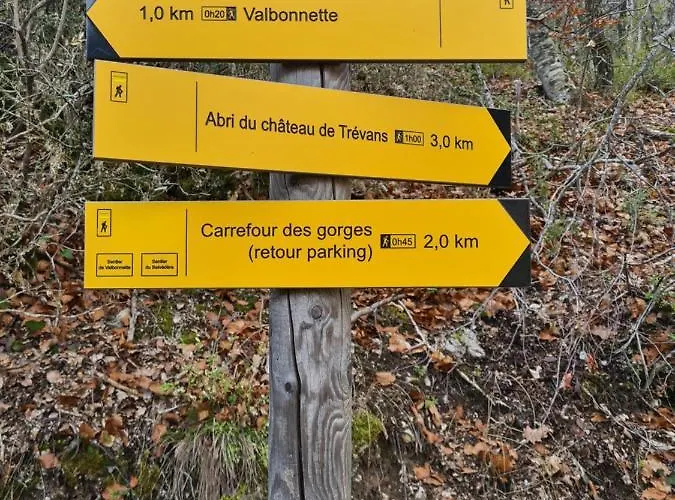 1,0 km 0h20 Valbonnette
Abri du château de Trévans 1h00 3,0 km
Carrefour des gorges
(retour parking) 0h45 2,0 km
Sentier
de Valbonnette
Sentier
du Belvédère